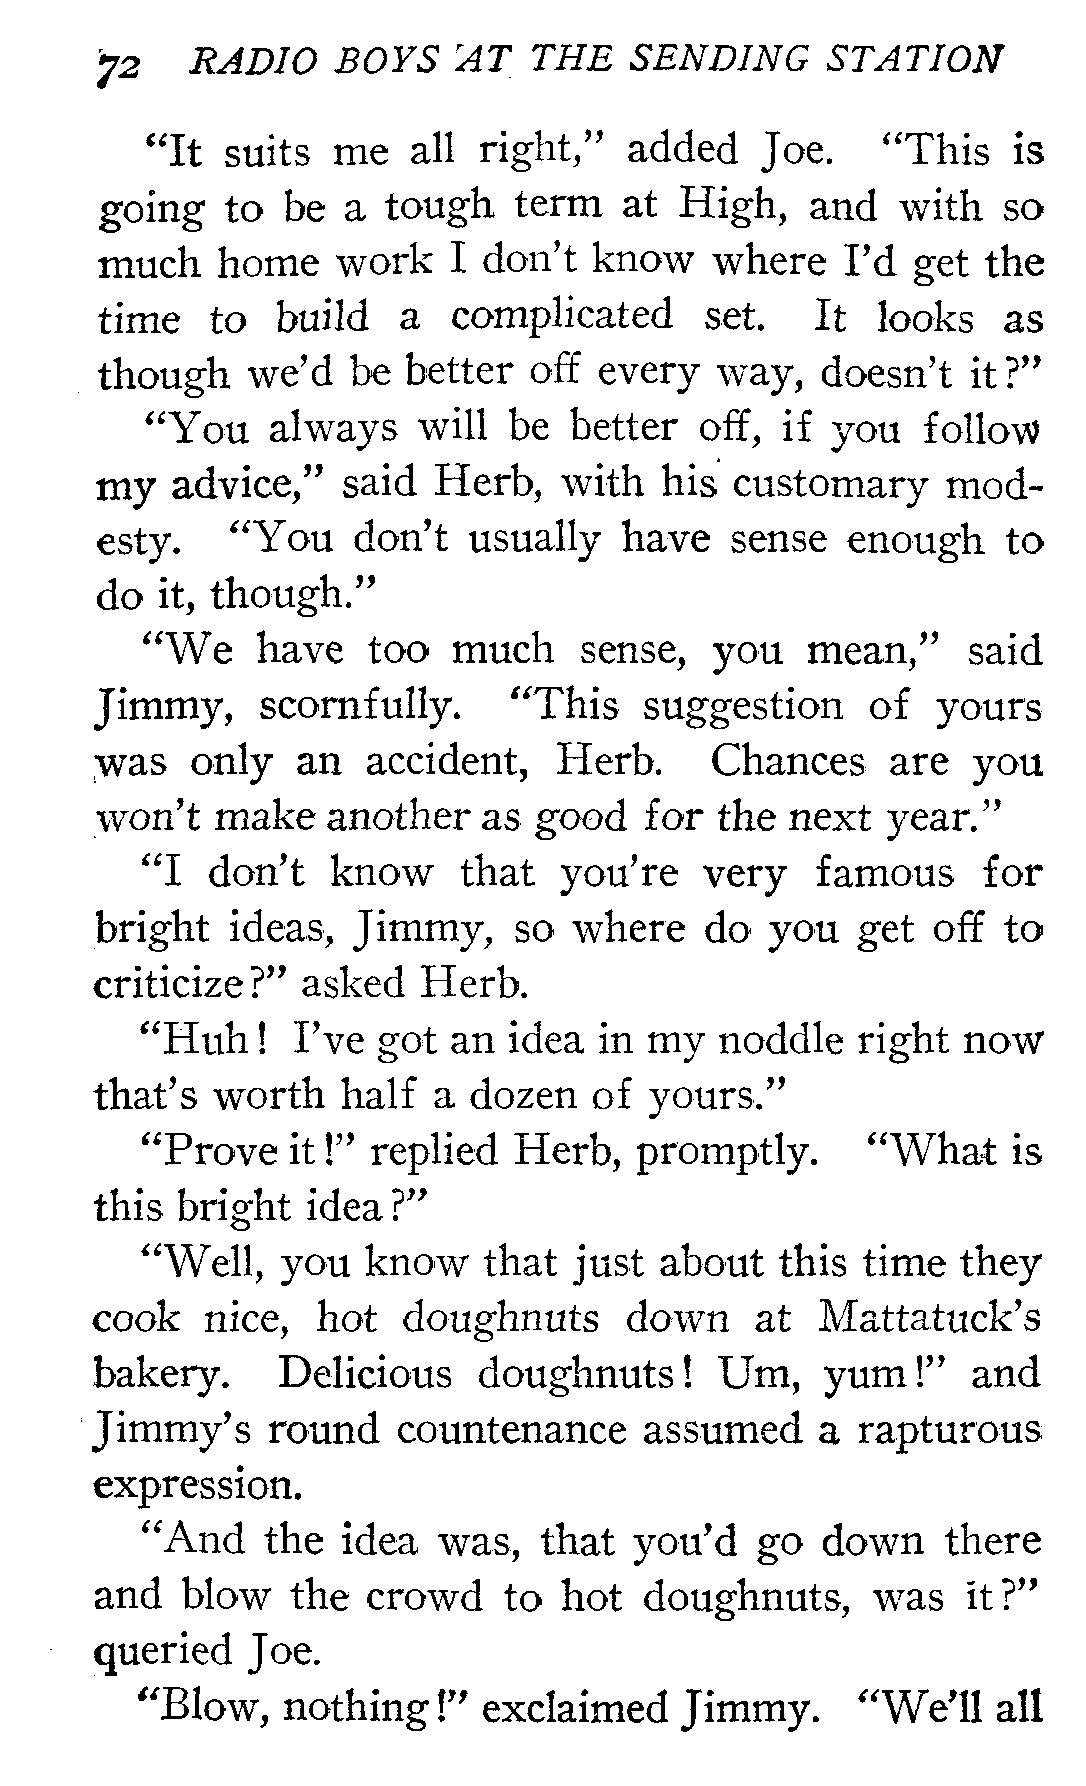 72 RADIO BOYS AT THE SENDING STATION
“It suits me all right,” added Joe. “This is
going to be a tough term at High, and with so
much home work I don’t know where I’d get the
time to build a complicated set. It looks as
though we’d be better off every way, doesn’t it?”
“You always will be better off, if you follow
my advice,” said Herb, with his customary mod-
esty. “You don’t usually have sense enough to
do it, though.”
“We have too much sense, you mean,” said
Jimmy, scornfully. “This suggestion of yours
was only an accident, Herb. Chances are you
won’t make another as good for the next year.”
“I don’t know that you’re very famous for
bright ideas, Jimmy, so where do you get off to
criticize?” asked Herb.
“Huh! I’ve got an idea in my noddle right now
that’s worth half a dozen of yours.”
“Prove it!” replied Herb, promptly. “What is
this bright idea?”
“Well, you know that just about this time they
cook nice, hot doughnuts down at Mattatuck’s
bakery. Delicious doughnuts! Um, yum!” and
Jimmy’s round countenance assumed a rapturous
expression.
“And the idea was, that you’d go down there
and blow the crowd to hot doughnuts, was it?”
queried Joe.
“Blow, nothing!” exclaimed Jimmy. “We’ll all